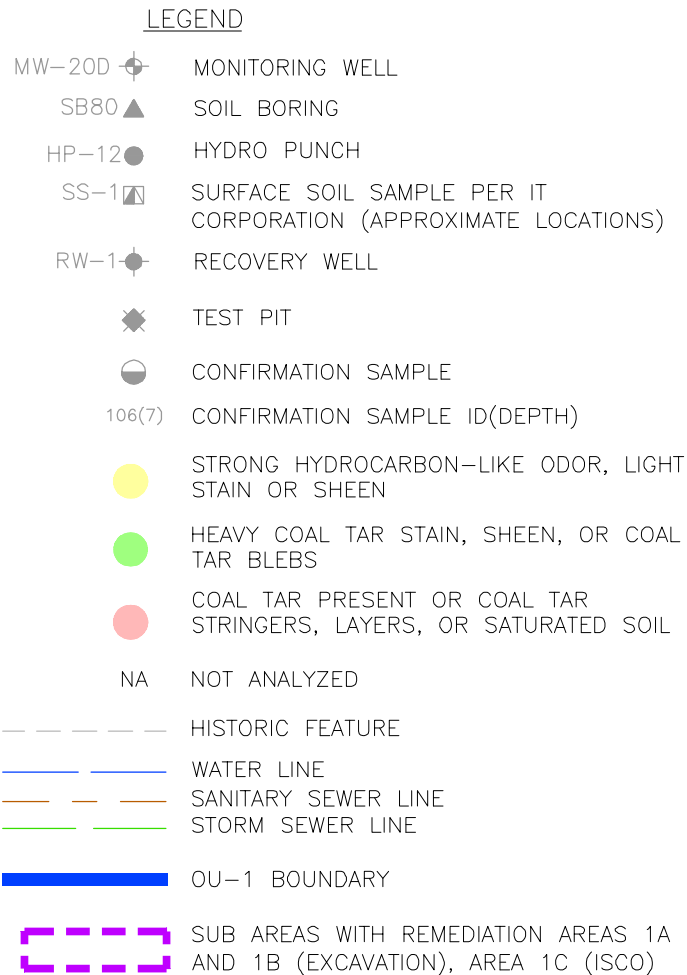 LEGEND
MW-20D MONITORING WELL
SB80 SOIL BORING
HP-12 HYDRO PUNCH
SS-1 SURFACE SOIL SAMPLE PER IT
CORPORATION (APPROXIMATE LOCATIONS)
RW-1 RECOVERY WELL
TEST PIT
CONFIRMATION SAMPLE
106(7) CONFIRMATION SAMPLE ID(DEPTH)
STRONG HYDROCARBON-LIKE ODOR, LIGHT
STAIN OR SHEEN
HEAVY COAL TAR STAIN, SHEEN, OR COAL
TAR BLEBS
COAL TAR PRESENT OR COAL TAR
STRINGERS, LAYERS, OR SATURATED SOIL
NA NOT ANALYZED
HISTORIC FEATURE
WATER LINE
SANITARY SEWER LINE
STORM SEWER LINE
OU-1 BOUNDARY
SUB AREAS WITH REMEDIATION AREAS 1A
AND 1B (EXCAVATION), AREA 1C (ISCO)